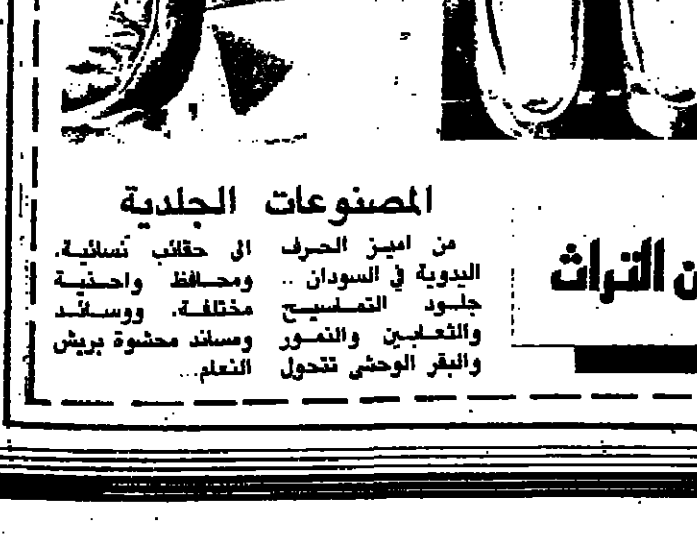 المصنوعات الجلدية
من اميز الحرف
اليدوية في السودان ..
جلود التماسيح
والثعابين والنمور
والبقر الوحشي تتحول
الى حقائب نسائية.
ومحافظ واحذية
مختلفة. ووسائد
ومساند محشوة بريش
النعام...
ن التراث